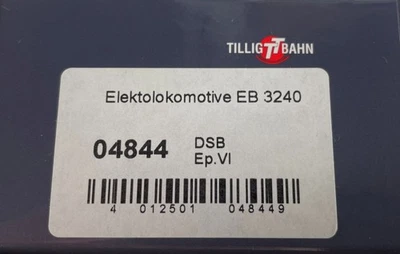 TILLIG TT BAHN
Elektolokomotive EB 3240
04844
DSB
Ep.VI
4 012501 048449